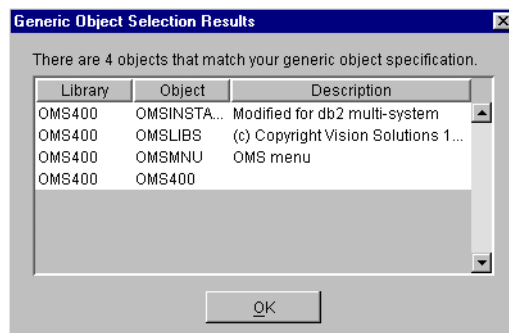 Generic Object Selection Results
There are 4 objects that match your generic object specification.
Library Object Description
OMS400 OMSINSTA... Modified for db2 multi-system
OMS400 OMSLIBS (c) Copyright Vision Solutions 1...
OMS400 OMSMNU OMS menu
OMS400 OMS400
OK